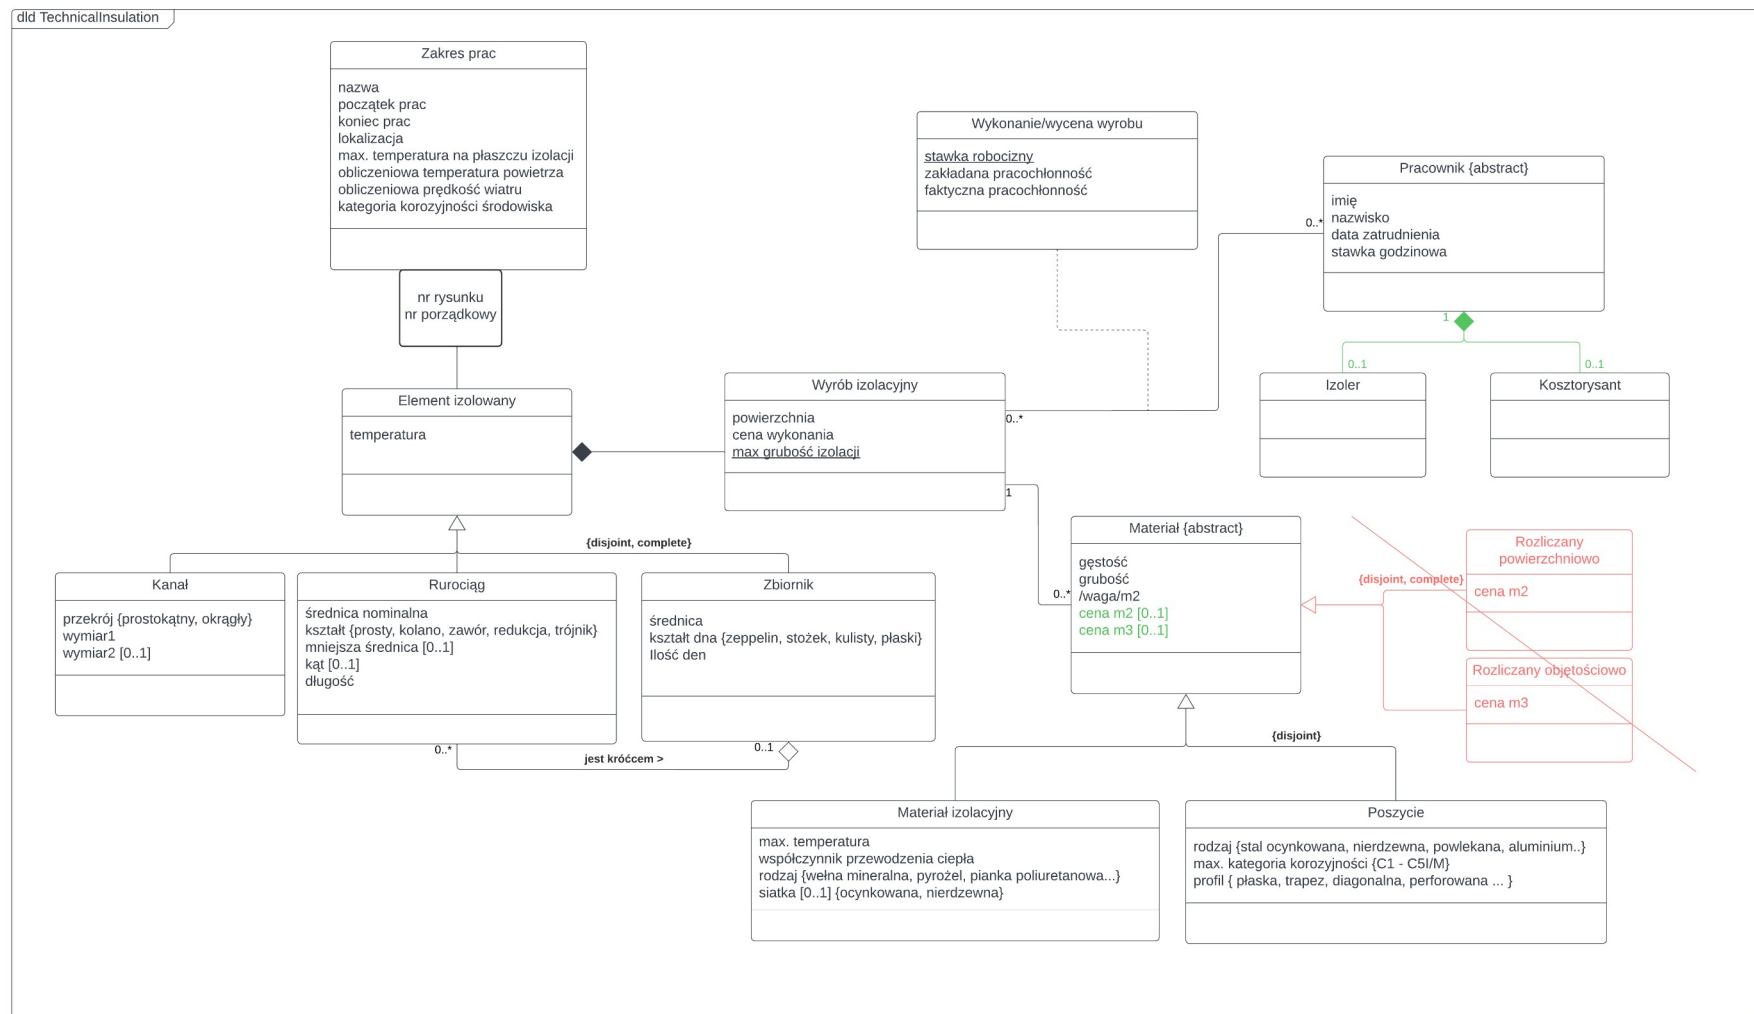 dld TechnicalInsulation
Zakres prac
nazwa
początek prac
koniec prac
lokalizacja
max. temperatura na płaszczu izolacji
obliczeniowa temperatura powietrza
obliczeniowa prędkość wiatru
kategoria korozyjności środowiska
nr rysunku
nr porządkowy
Wykonanie/wycena wyrobu
stawka robocizny
zakładana pracochłonność
faktyczna pracochłonność
Pracownik {abstract}
imię
nazwisko
data zatrudnienia
stawka godzinowa
0..*
1
0..1
0..1
Izoler
Kosztorysant
Element izolowany
temperatura
Wyrób izolacyjny
powierzchnia
cena wykonania
max grubość izolacji
0..*
1
Materiał {abstract}
gęstość
grubość
/waga/m2
cena m2 [0..1]
cena m3 [0..1]
0..*
{disjoint, complete}
Rozliczany
powierzchniowo
cena m2
Rozliczany objętościowo
cena m3
{disjoint, complete}
Kanał
przekrój {prostokątny, okrągły}
wymiar1
wymiar2 [0..1]
Rurociąg
średnica nominalna
kształt {prosty, kolano, zawór, redukcja, trójnik}
mniejsza średnica [0..1]
kąt [0..1]
długość
Zbiornik
średnica
kształt dna {zeppelin, stożek, kulisty, płaski}
Ilość den
0..*
jest króćcem >
0..1
{disjoint}
Materiał izolacyjny
max. temperatura
współczynnik przewodzenia ciepła
rodzaj {wełna mineralna, pyrożel, pianka poliuretanowa...}
siatka [0..1] {ocynkowana, nierdzewna}
Poszycie
rodzaj {stal ocynkowana, nierdzewna, powlekana, aluminium..}
max. kategoria korozyjności {C1 - C5I/M}
profil { płaska, trapez, diagonalna, perforowana ... }